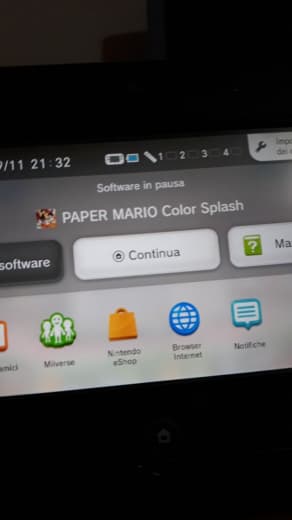 9/11 21:32
1 2 3 4
Software in pausa
PAPER MARIO Color Splash
software
Continua
Ma
amici
Miiverse
Nintendo
eShop
Browser
Internet
Notifiche